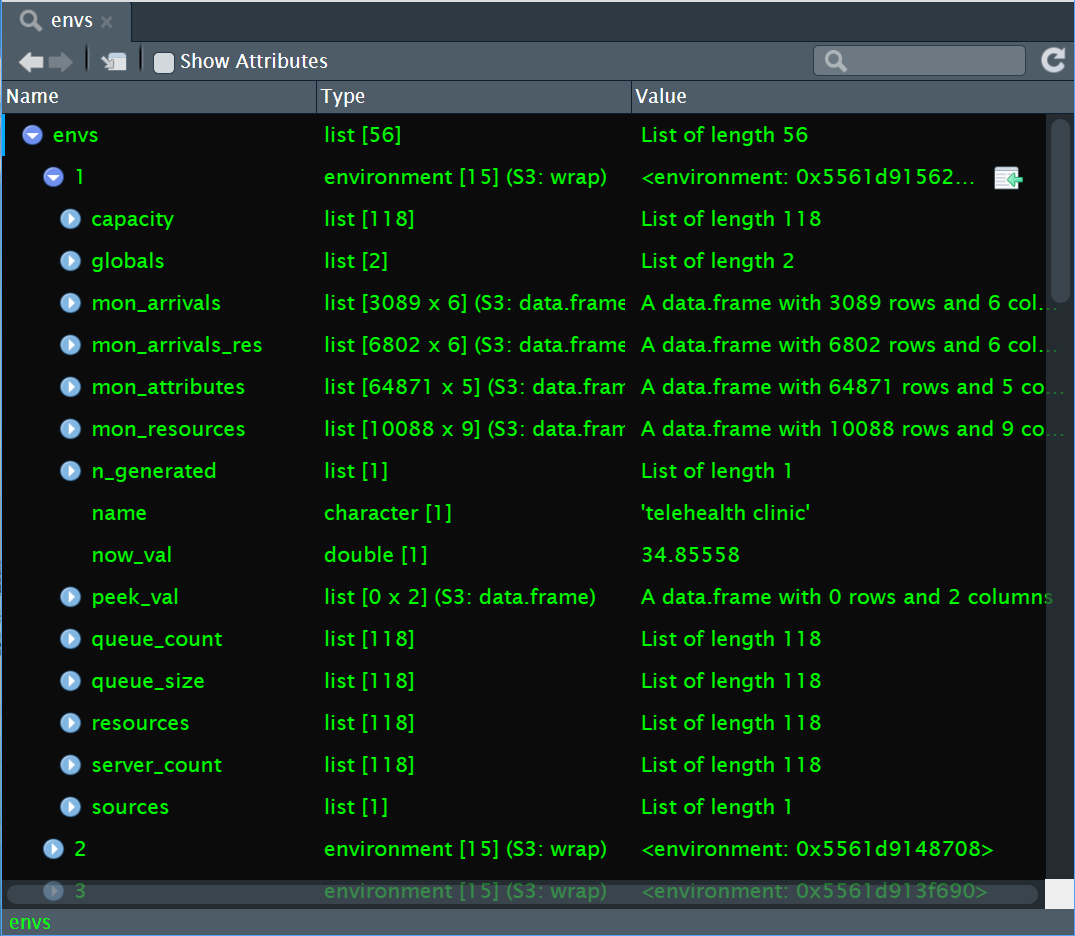 envs
Show Attributes
Name Type Value
envs list [56] List of length 56
1 environment [15] (S3: wrap) <environment: 0x5561d91562...
capacity list [118] List of length 118
globals list [2] List of length 2
mon_arrivals list [3089 x 6] (S3: data.frame A data.frame with 3089 rows and 6 col...
mon_arrivals_res list [6802 x 6] (S3: data.frame A data.frame with 6802 rows and 6 col...
mon_attributes list [64871 x 5] (S3: data.fram A data.frame with 64871 rows and 5 co...
mon_resources list [10088 x 9] (S3: data.fram A data.frame with 10088 rows and 9 co...
n_generated list [1] List of length 1
name character [1] 'telehealth clinic'
now_val double [1] 34.85558
peek_val list [0 x 2] (S3: data.frame) A data.frame with 0 rows and 2 columns
queue_count list [118] List of length 118
queue_size list [118] List of length 118
resources list [118] List of length 118
server_count list [118] List of length 118
sources list [1] List of length 1
2 environment [15] (S3: wrap) <environment: 0x5561d9148708>
3 environment [15] (S3: wrap) <environment: 0x5561d913f690>
envs